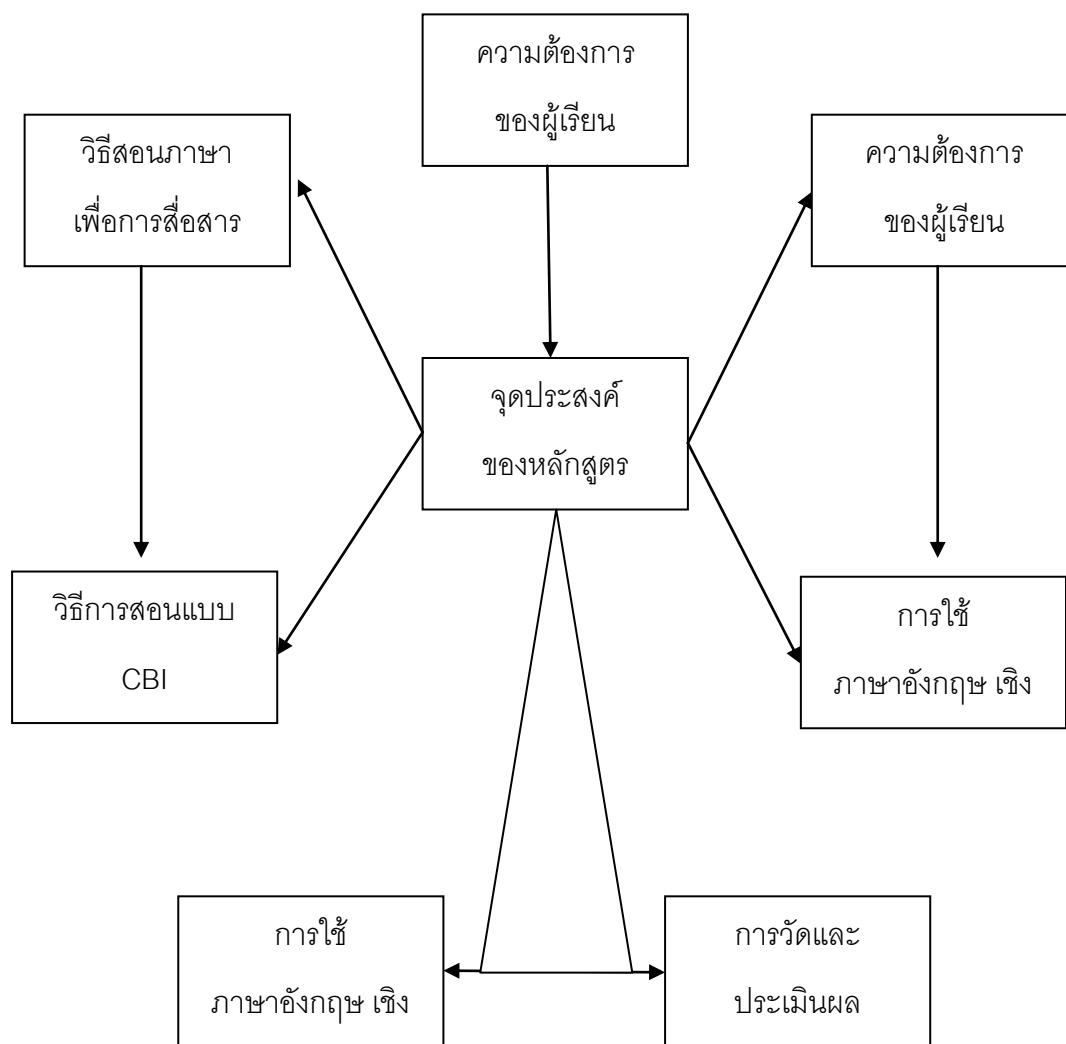 ความต้องการ
ของผู้เรียน
วิธีสอนภาษา
เพื่อการสื่อสาร
ความต้องการ
ของผู้เรียน
จุดประสงค์
ของหลักสูตร
วิธีการสอนแบบ
CBI
การใช้
ภาษาอังกฤษ เชิง
การใช้
ภาษาอังกฤษ เชิง
การวัดและ
ประเมินผล